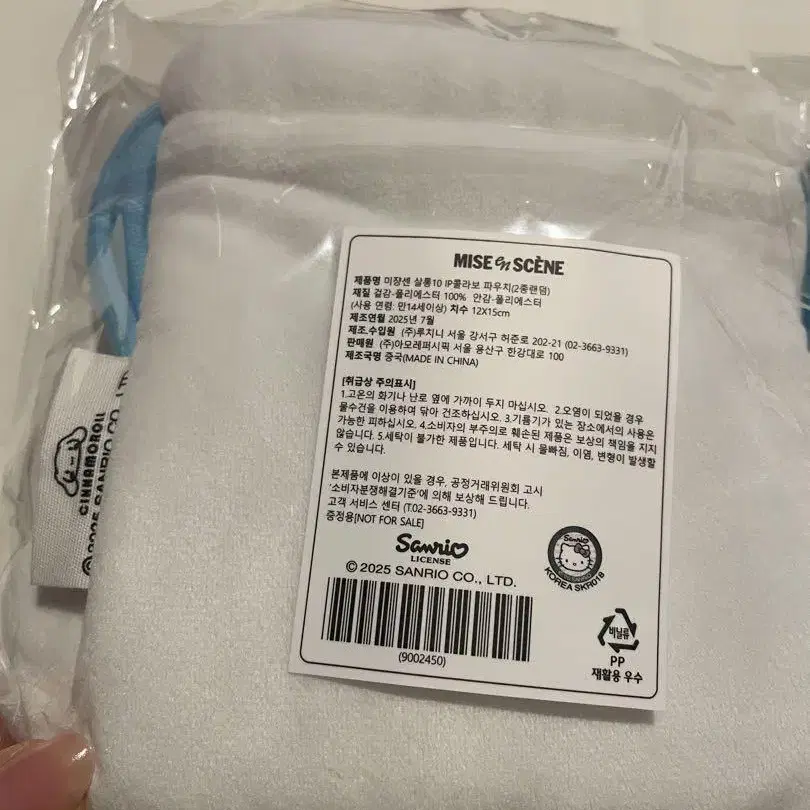 MISE en SCÈNE
제품명 미쟝센 살롱10 IP콜라보 파우치(2종랜덤)
재질 겉감-폴리에스터 100% 안감-폴리에스터
(사용 연령: 만14세이상) 치수 12X15cm
제조연월 2025년 7월
제조.수입원 (주)루치니 서울 강서구 허준로 202-21 (02-3663-9331)
판매원 (주)아모레퍼시픽 서울 용산구 한강대로 100
제조국명 중국(MADE IN CHINA)
[취급상 주의표시]
1.고온의 화기나 난로 옆에 가까이 두지 마십시오. 2.오염이 되었을 경우
물수건을 이용하여 닦아 건조하십시오. 3.기름기가 있는 장소에서의 사용은
가능한 피하십시오. 4.소비자의 부주의로 훼손된 제품은 보상의 책임을 지지
않습니다. 5.세탁이 불가한 제품입니다. 세탁 시 물빠짐, 이염, 변형이 발생할
수 있습니다.
본제품에 이상이 있을 경우, 공정거래위원회 고시
'소비자분쟁해결기준'에 의해 보상해 드립니다.
고객 서비스 센터 (T.02-3663-9331)
증정용[NOT FOR SALE]
Sanrio
LICENSE
© 2025 SANRIO CO., LTD.
(9002450)
Sanrio
KOREA SKR018
비닐류
PP
재활용 우수
CINNAMOROLL
©2025 SANRIO CO., LTD